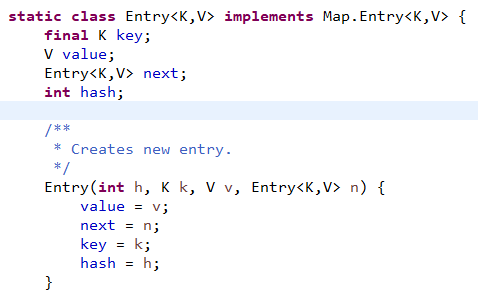 static class Entry<K,V> implements Map.Entry<K,V> {
    final K key;
    V value;
    Entry<K,V> next;
    int hash;

    /**
     * Creates new entry.
     */
    Entry(int h, K k, V v, Entry<K,V> n) {
        value = v;
        next = n;
        key = k;
        hash = h;
    }